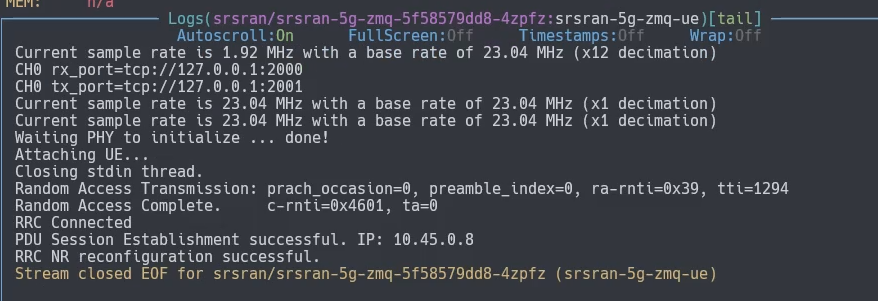 MEM: n/a
Logs(srsran/srsran-5g-zmq-5f58579dd8-4zpfz:srsran-5g-zmq-ue)[tail]
Autoscroll:On FullScreen:Off Timestamps:Off Wrap:Off
Current sample rate is 1.92 MHz with a base rate of 23.04 MHz (x12 decimation)
CH0 rx_port=tcp://127.0.0.1:2000
CH0 tx_port=tcp://127.0.0.1:2001
Current sample rate is 23.04 MHz with a base rate of 23.04 MHz (x1 decimation)
Current sample rate is 23.04 MHz with a base rate of 23.04 MHz (x1 decimation)
Waiting PHY to initialize ... done!
Attaching UE...
Closing stdin thread.
Random Access Transmission: prach_occasion=0, preamble_index=0, ra-rnti=0x39, tti=1294
Random Access Complete. c-rnti=0x4601, ta=0
RRC Connected
PDU Session Establishment successful. IP: 10.45.0.8
RRC NR reconfiguration successful.
Stream closed EOF for srsran/srsran-5g-zmq-5f58579dd8-4zpfz (srsran-5g-zmq-ue)